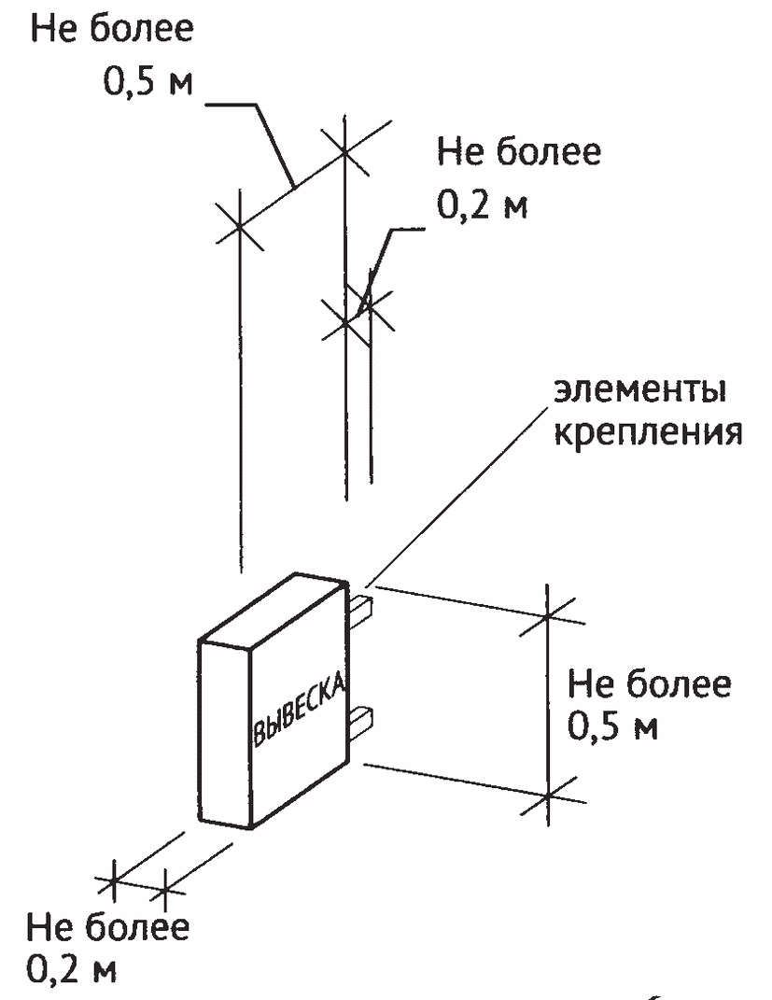 Не более
0,5 м
Не более
0,2 м
элементы
крепления
ВЫВЕСКА
Не более
0,5 м
Не более
0,2 м